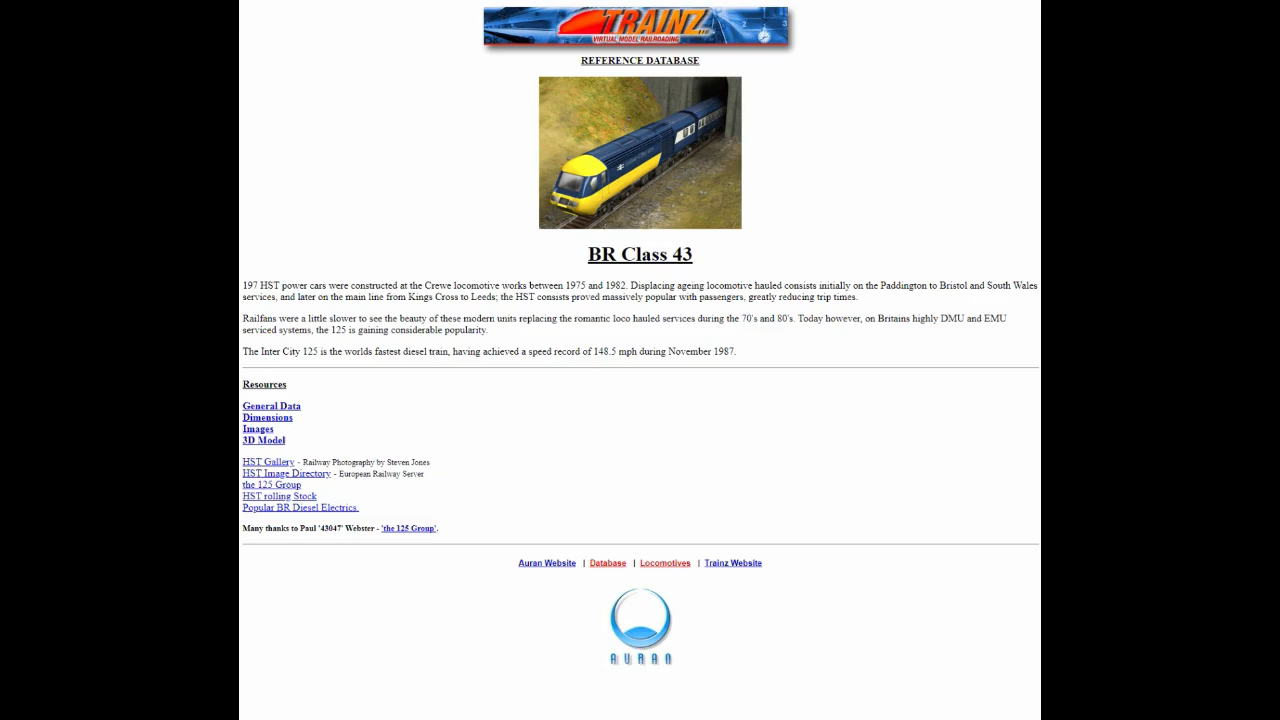 TRAINZ
VIRTUAL MODEL RAILROADING
REFERENCE DATABASE
BR Class 43
197 HST power cars were constructed at the Crewe locomotive works between 1975 and 1982. Displacing ageing locomotive hauled consists initially on the Paddington to Bristol and South Wales
services, and later on the main line from Kings Cross to Leeds; the HST consists proved massively popular with passengers, greatly reducing trip times.
Railfans were a little slower to see the beauty of these modern units replacing the romantic loco hauled services during the 70's and 80's. Today however, on Britains highly DMU and EMU
serviced systems, the 125 is gaining considerable popularity.
The Inter City 125 is the worlds fastest diesel train, having achieved a speed record of 148.5 mph during November 1987.
Resources
General Data
Dimensions
Images
3D Model
HST Gallery - Railway Photography by Steven Jones
HST Image Directory - European Railway Server
the 125 Group
HST rolling Stock
Popular BR Diesel Electrics.
Many thanks to Paul '43047' Webster - 'the 125 Group'.
Auran Website | Database | Locomotives | Trainz Website
AURAN